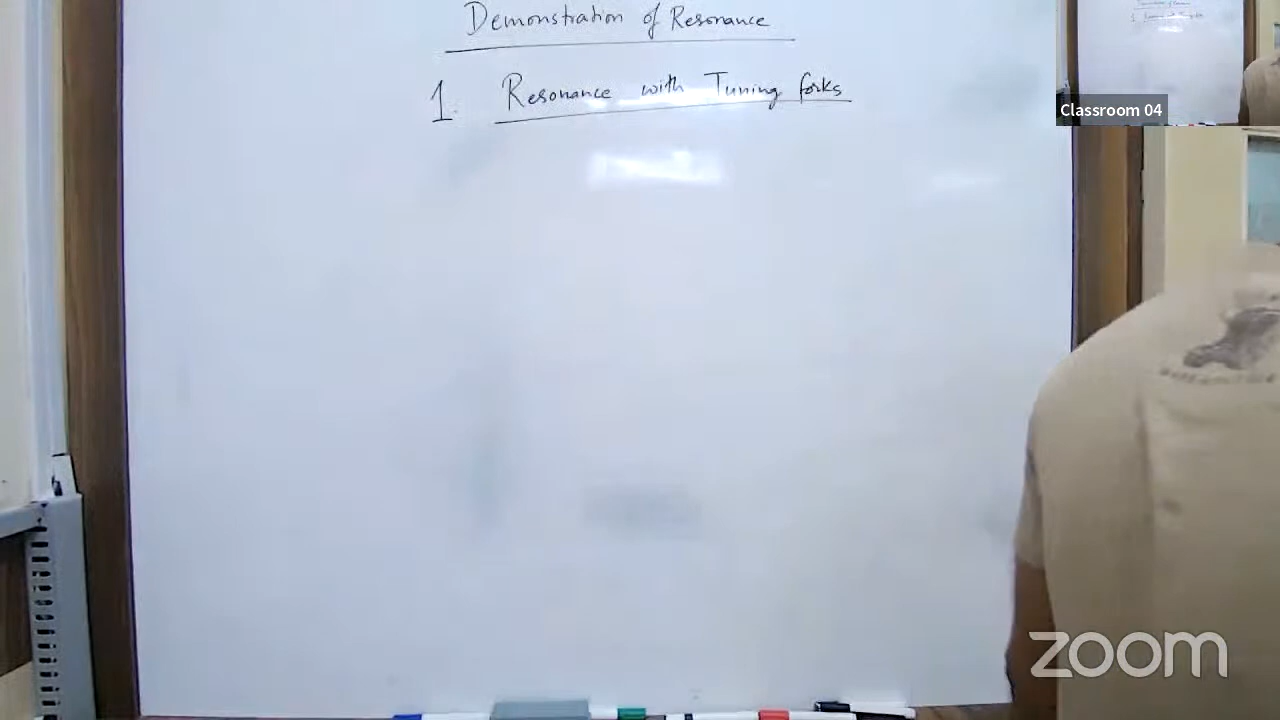 Demonstration of Resonance
1. Resonance with Tuning forks
Classroom 04
zoom